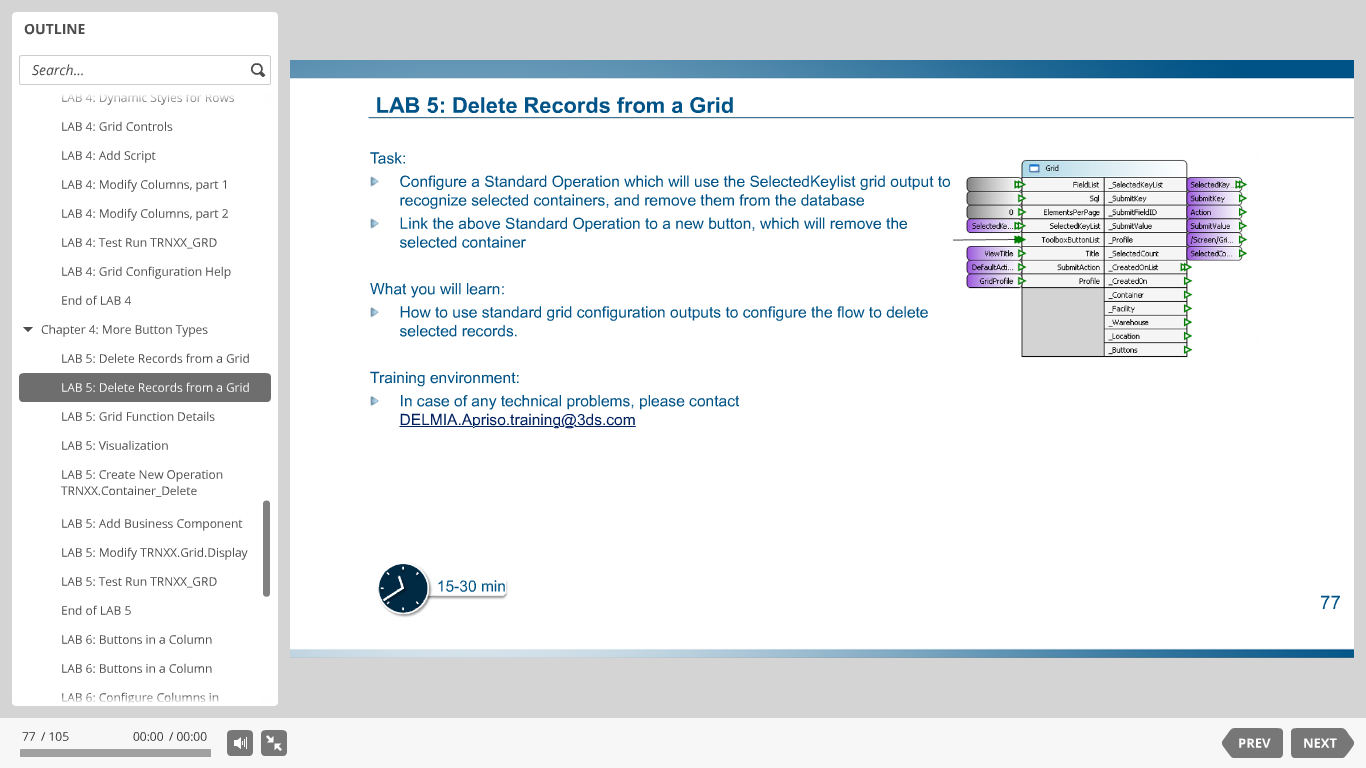 OUTLINE
Search...
LAB 4: Dynamic Styles for Rows
LAB 4: Grid Controls
LAB 4: Add Script
LAB 4: Modify Columns, part 1
LAB 4: Modify Columns, part 2
LAB 4: Test Run TRNXX_GRD
LAB 4: Grid Configuration Help
End of LAB 4
Chapter 4: More Button Types
LAB 5: Delete Records from a Grid
LAB 5: Delete Records from a Grid
LAB 5: Grid Function Details
LAB 5: Visualization
LAB 5: Create New Operation
TRNXX.Container_Delete
LAB 5: Add Business Component
LAB 5: Modify TRNXX.Grid.Display
LAB 5: Test Run TRNXX_GRD
End of LAB 5
LAB 6: Buttons in a Column
LAB 6: Buttons in a Column
LAB 6: Configure Columns in
LAB 5: Delete Records from a Grid
Task:
Configure a Standard Operation which will use the SelectedKeylist grid output to
recognize selected containers, and remove them from the database
Link the above Standard Operation to a new button, which will remove the
selected container
What you will learn:
How to use standard grid configuration outputs to configure the flow to delete
selected records.
Training environment:
In case of any technical problems, please contact
DELMIA.Apriso.training@3ds.com
Grid
FieldList _SelectedKeyList SelectedKey...
Sql _SubmitKey SubmitKey
0 ElementsPerPage _SubmitFieldID Action
SelectedKe... SelectedKeyList _SubmitValue SubmitValue
ToolboxButtonList _Profile /Screen/Gri...
ViewTitle Title _SelectedCount SelectedCo...
DefaultActi... SubmitAction _CreatedOnList
GridProfile Profile _CreatedOn
_Container
_Facility
_Warehouse
_Location
_Buttons
15-30 min
77
77 / 105 00:00 / 00:00
PREV NEXT